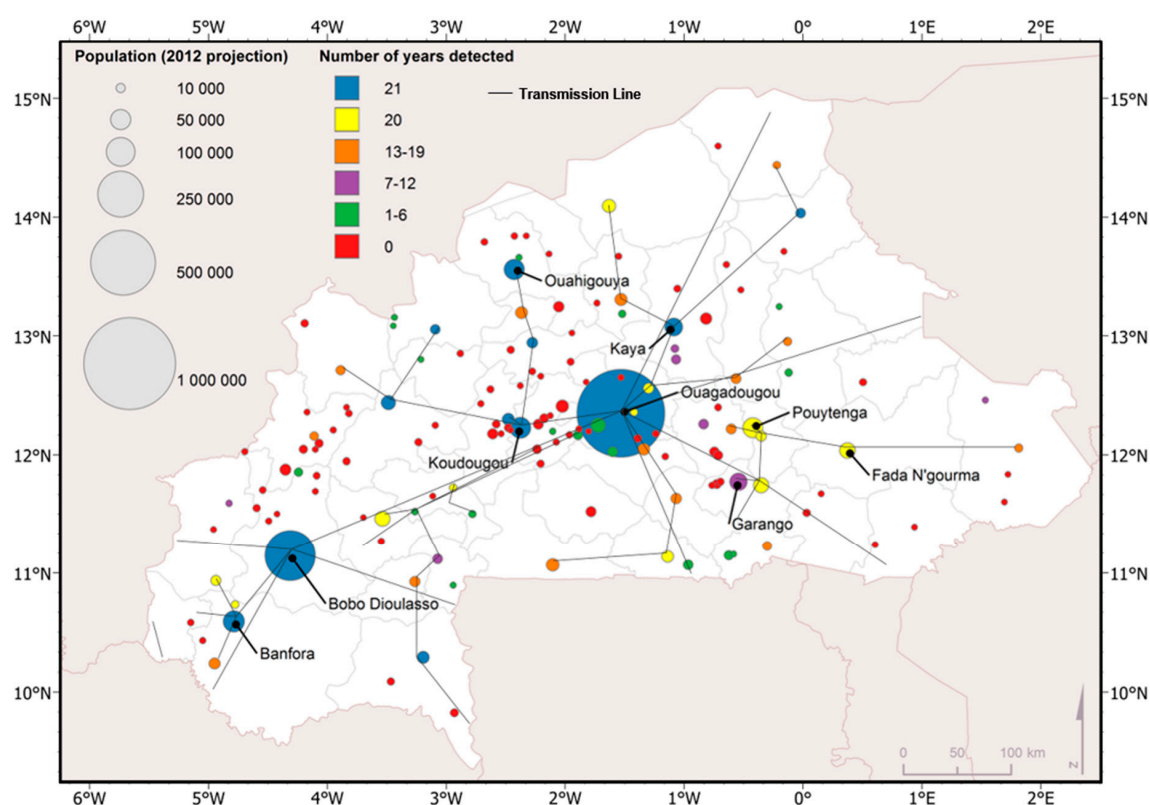 6°W 5°W 4°W 3°W 2°W 1°W 0°W 1°E 2°E
Population (2012 projection)
10 000
50 000
100 000
250 000
500 000
1 000 000
Number of years detected
21
20
13-19
7-12
1-6
0
Transmission Line
15°N 15°N
14°N 14°N
13°N 13°N
12°N 12°N
11°N 11°N
10°N 10°N
Ouahigouya
Kaya
Ouagadougou
Pouytenga
Koudougou
Fada N'gourma
Garango
Bobo Dioulasso
Banfora
0 50 100 km
N
6°W 5°W 4°W 3°W 2°W 1°W 0°W 1°E 2°E